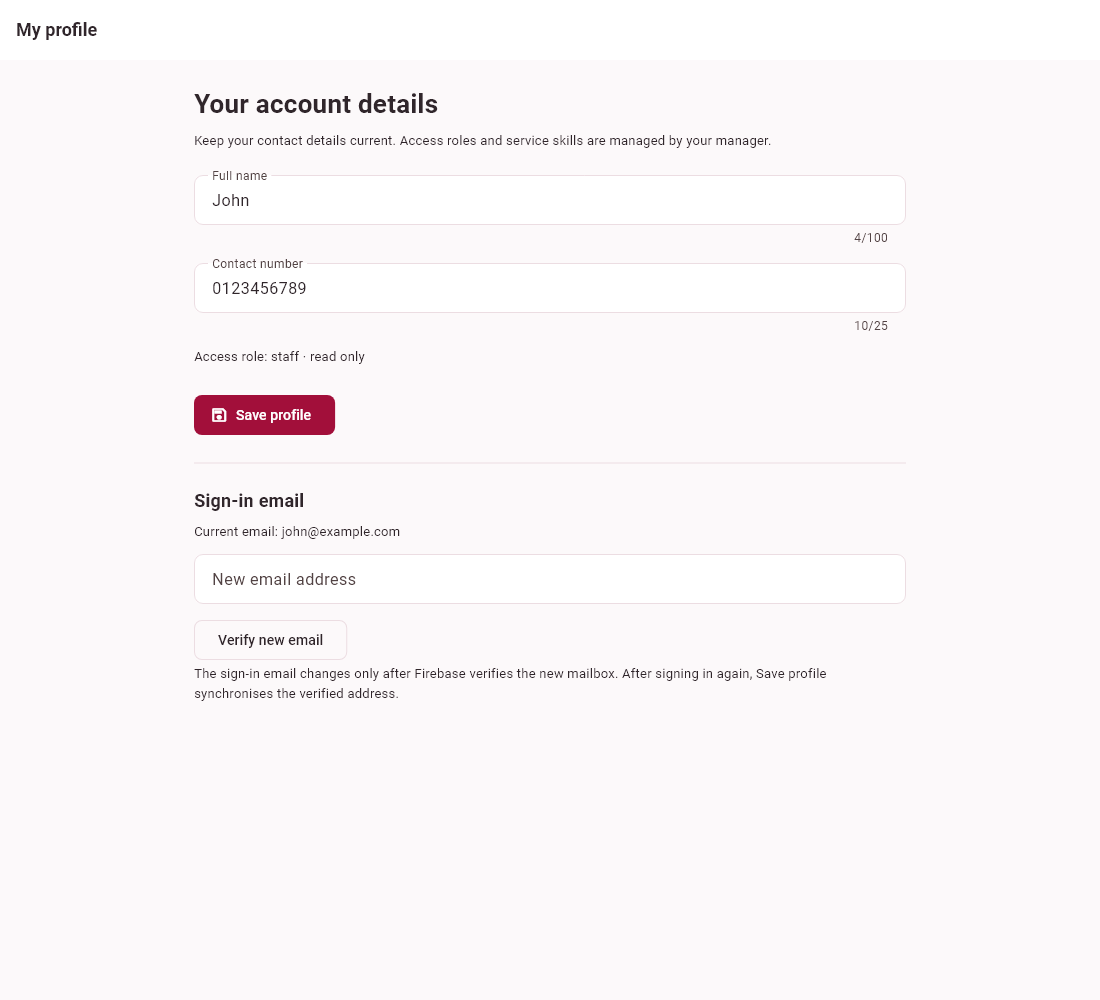 My profile
Your account details
Keep your contact details current. Access roles and service skills are managed by your manager.
Full name
John
4/100
Contact number
0123456789
10/25
Access role: staff · read only
Save profile
Sign-in email
Current email: john@example.com
New email address
Verify new email
The sign-in email changes only after Firebase verifies the new mailbox. After signing in again, Save profile
synchronises the verified address.